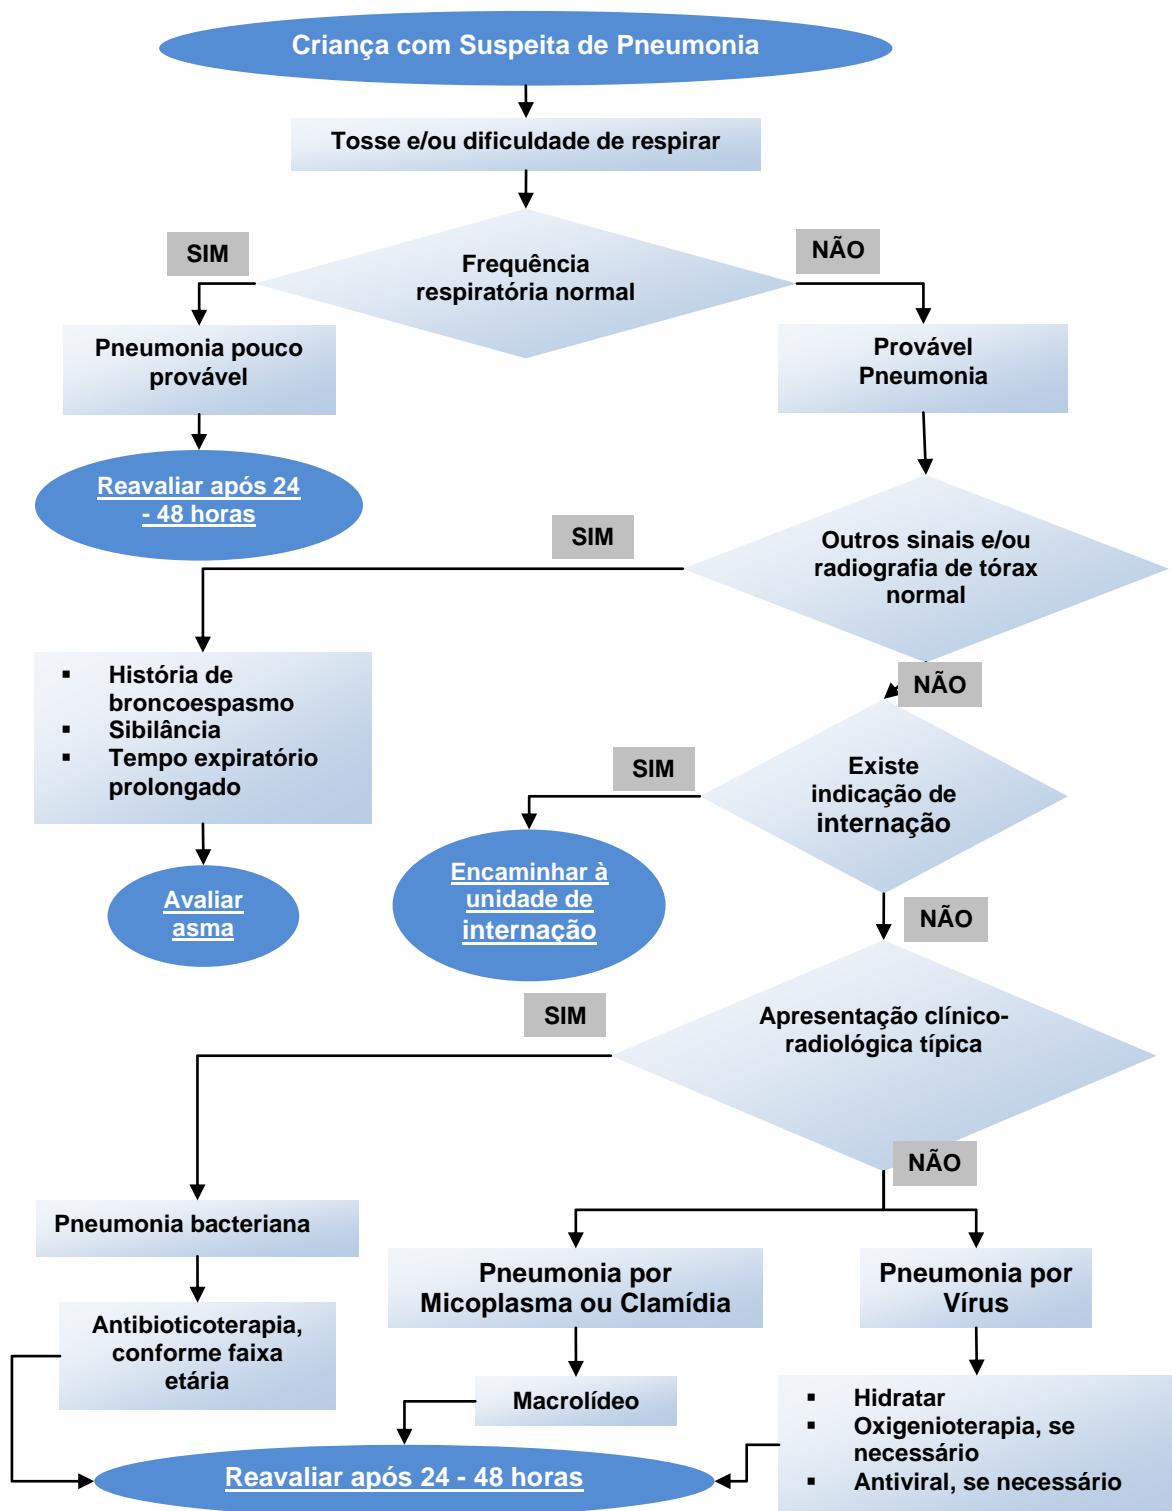 Criança com Suspeita de Pneumonia
Tosse e/ou dificuldade de respirar
SIM
NÃO
Frequência
respiratória normal
Pneumonia pouco
provável
Provável
Pneumonia
Reavaliar após 24
- 48 horas
SIM
Outros sinais e/ou
radiografia de tórax
normal
▪ História de
broncoespasmo
▪ Sibilância
▪ Tempo expiratório
prolongado
NÃO
SIM
Existe
indicação de
internação
Avaliar
asma
Encaminhar à
unidade de
internação
NÃO
SIM
Apresentação clínico-
radiológica típica
NÃO
Pneumonia bacteriana
Pneumonia por
Micoplasma ou Clamídia
Pneumonia por
Vírus
Antibioticoterapia,
conforme faixa
etária
Macrolídeo
▪ Hidratar
▪ Oxigenioterapia, se
necessário
▪ Antiviral, se necessário
Reavaliar após 24 - 48 horas